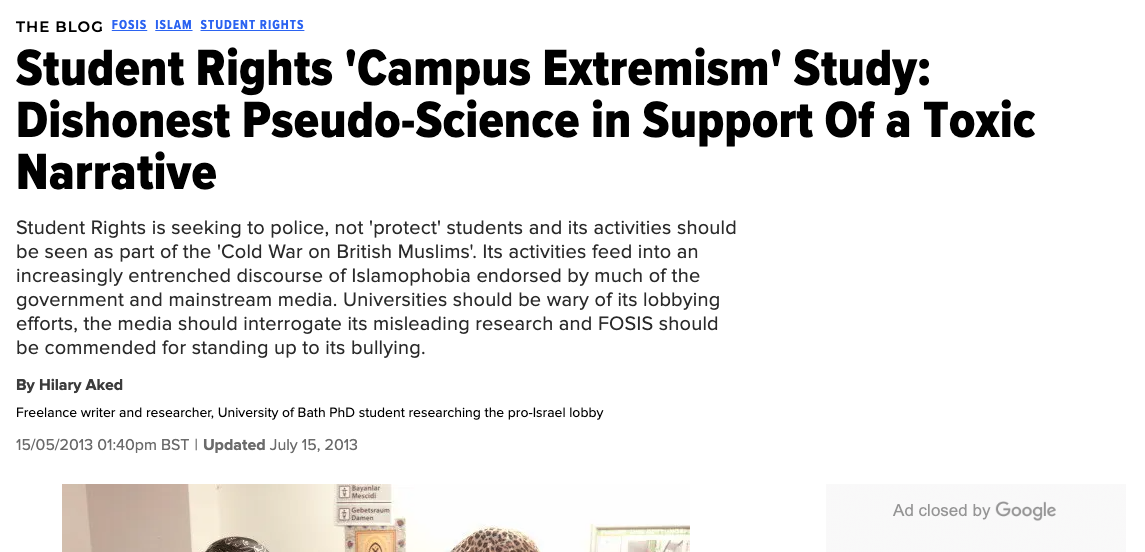 THE BLOG FOSIS ISLAM STUDENT RIGHTS
Student Rights 'Campus Extremism' Study:
Dishonest Pseudo-Science in Support Of a Toxic
Narrative
Student Rights is seeking to police, not 'protect' students and its activities should
be seen as part of the 'Cold War on British Muslims'. Its activities feed into an
increasingly entrenched discourse of Islamophobia endorsed by much of the
government and mainstream media. Universities should be wary of its lobbying
efforts, the media should interrogate its misleading research and FOSIS should
be commended for standing up to its bullying.
By Hilary Aked
Freelance writer and researcher, University of Bath PhD student researching the pro-Israel lobby
15/05/2013 01:40pm BST | Updated July 15, 2013
Bayanlar
Mescidi
Gebetsraum
Damen
Ad closed by Google